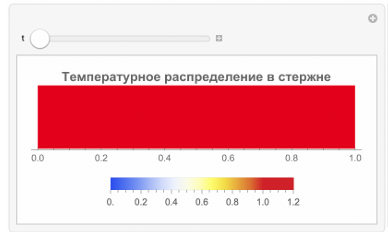 t
Температурное распределение в стержне
0.0 0.2 0.4 0.6 0.8 1.0
0. 0.2 0.4 0.6 0.8 1.0 1.2